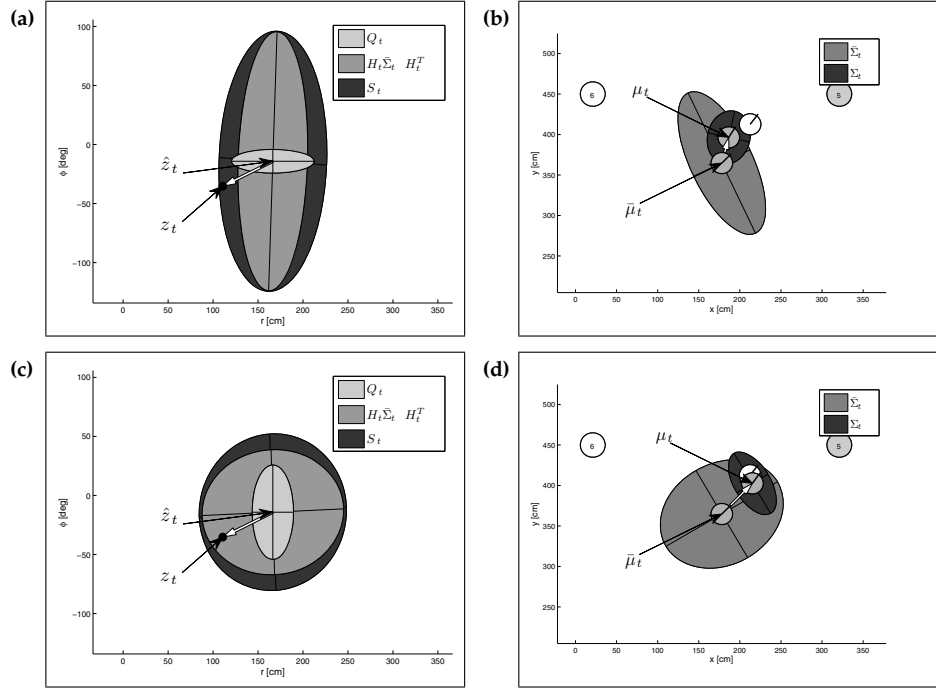 (a)
100
50
0
−50
−100
ϕ [deg]
0 50 100 150 200 250 300 350
r [cm]
Q_t
H_t Σ̄_t H_t^T
S_t
ẑ_t
z_t
(b)
500
450
400
350
300
250
y [cm]
0 50 100 150 200 250 300 350
x [cm]
Σ̄_t
Σ_t
6
5
μ_t
μ̄_t
(c)
100
50
0
−50
−100
ϕ [deg]
0 50 100 150 200 250 300 350
r [cm]
Q_t
H_t Σ̄_t H_t^T
S_t
ẑ_t
z_t
(d)
500
450
400
350
300
250
y [cm]
0 50 100 150 200 250 300 350
x [cm]
Σ̄_t
Σ_t
6
5
μ_t
μ̄_t